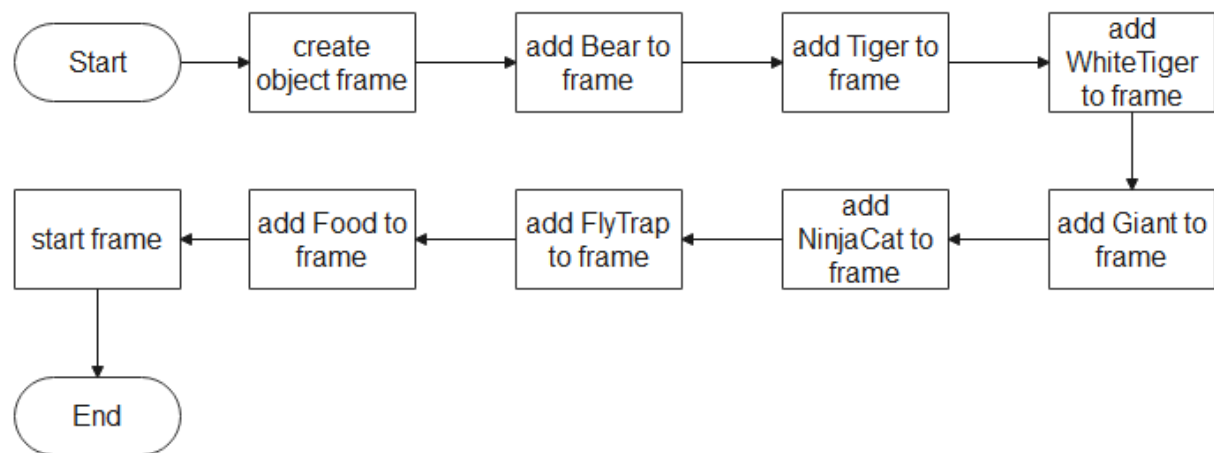 Start
create
object frame
add Bear to
frame
add Tiger to
frame
add
WhiteTiger
to frame
add Giant to
frame
add
NinjaCat to
frame
add FlyTrap
to frame
add Food to
frame
start frame
End